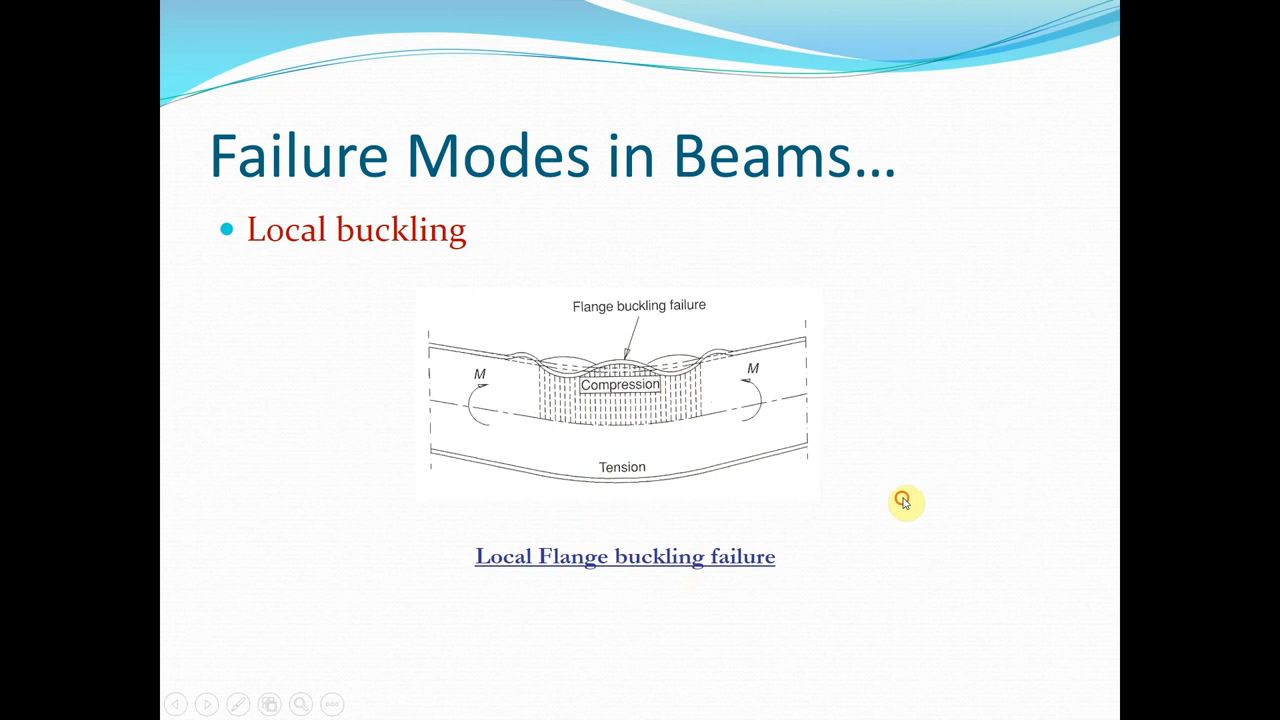 Failure Modes in Beams...
Local buckling
Flange buckling failure
M
M
Compression
Tension
Local Flange buckling failure